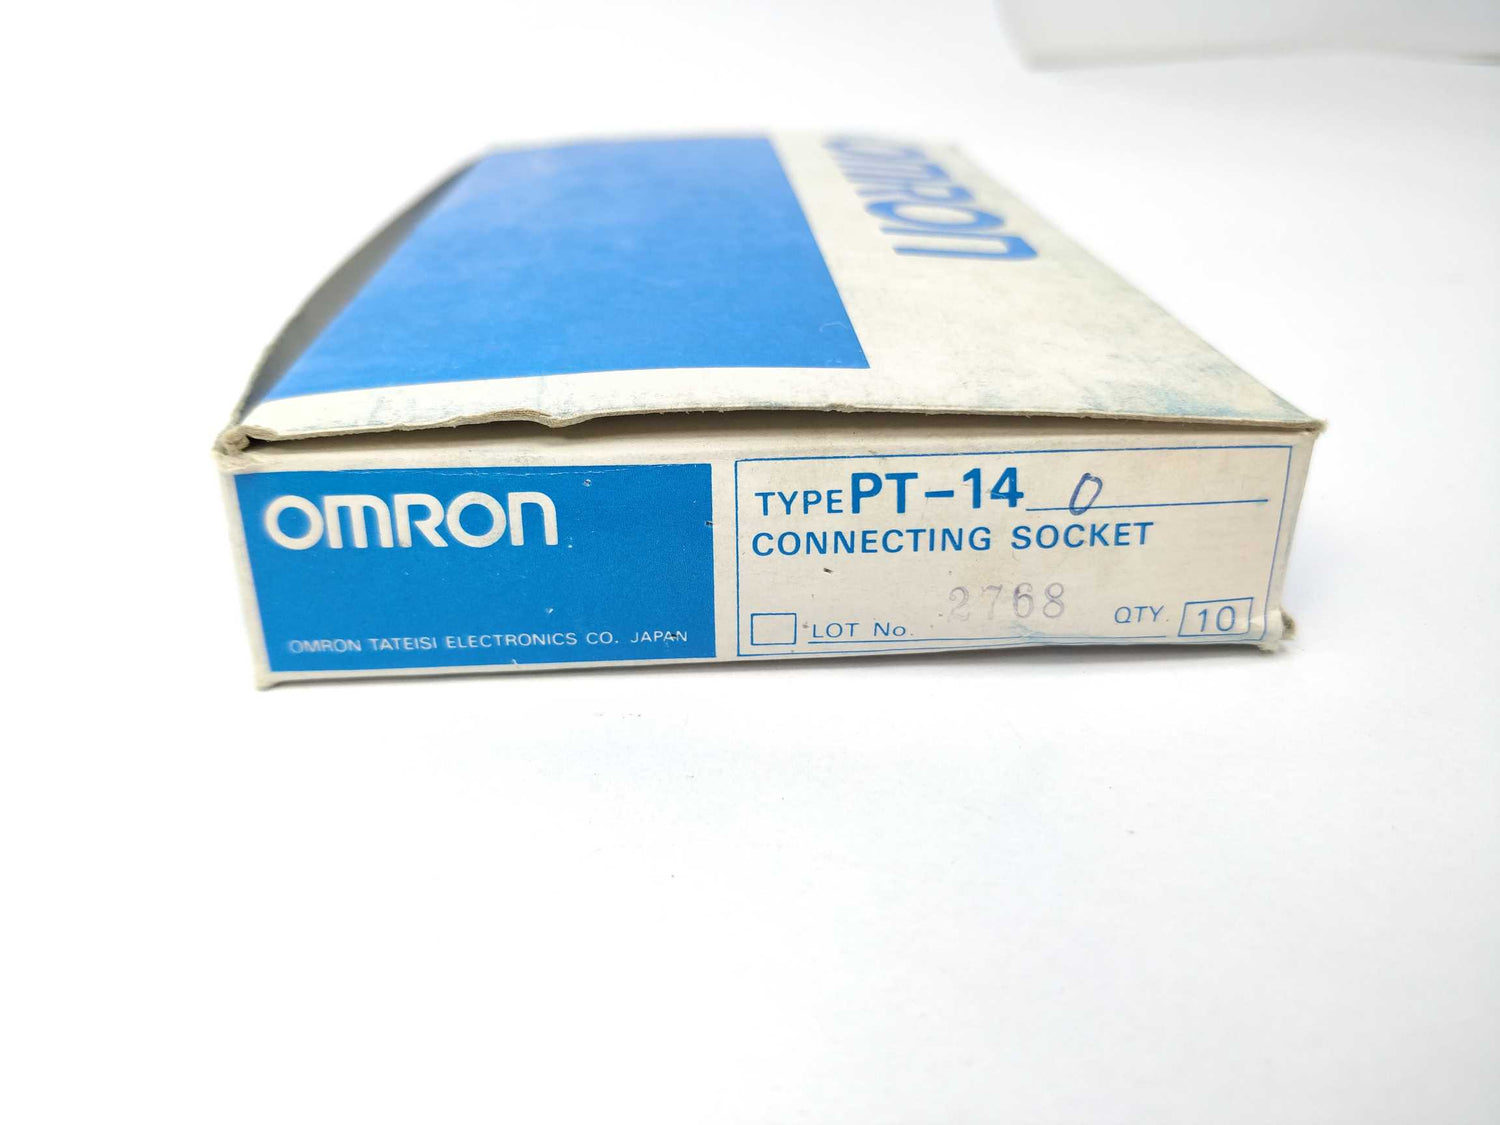 omron
OMRON
OMRON TATEISI ELECTRONICS CO. JAPAN
TYPE PT-14 0
CONNECTING SOCKET
LOT No. 2768 QTY. 10